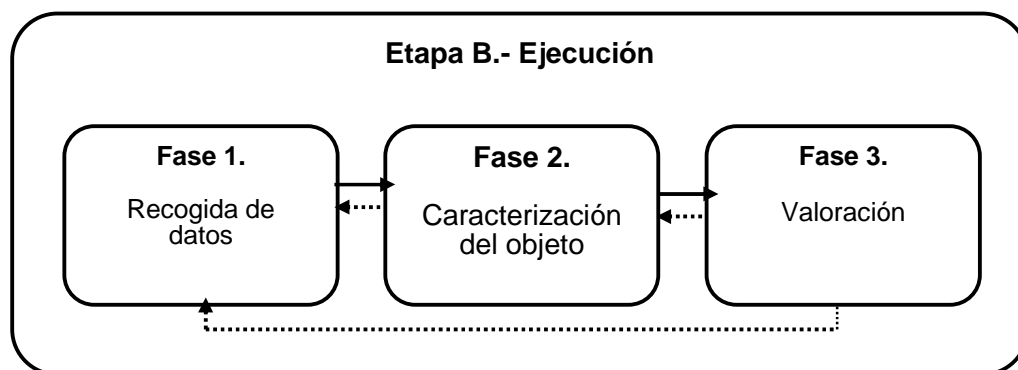 Etapa B.- Ejecución
Fase 1.
Recogida de
datos
Fase 2.
Caracterización
del objeto
Fase 3.
Valoración